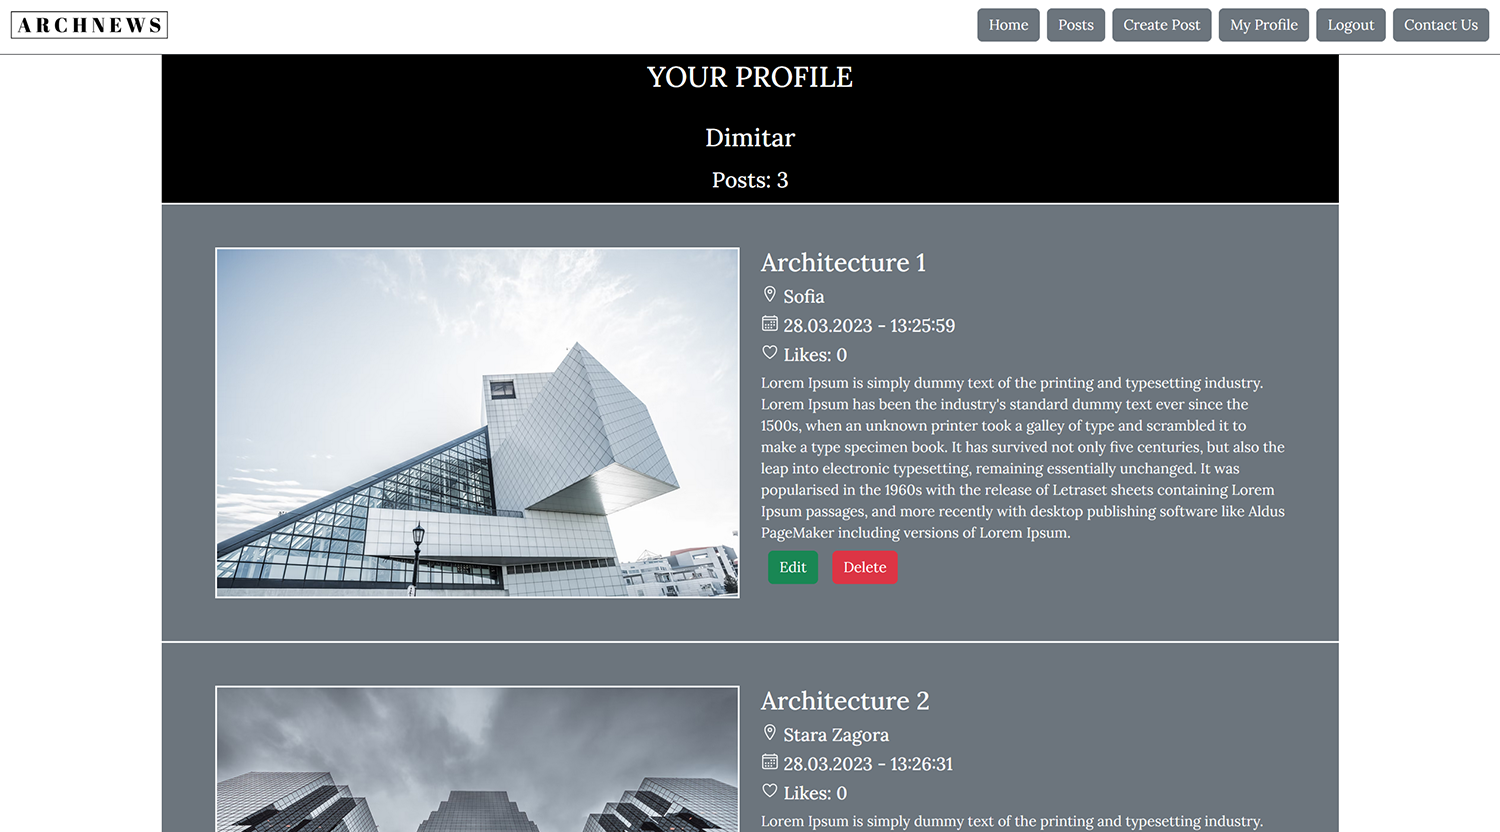 ARCHNEWS
Home Posts Create Post My Profile Logout Contact Us
YOUR PROFILE
Dimitar
Posts: 3
Architecture 1
Sofia
28.03.2023 - 13:25:59
Likes: 0
Lorem Ipsum is simply dummy text of the printing and typesetting industry.
Lorem Ipsum has been the industry's standard dummy text ever since the
1500s, when an unknown printer took a galley of type and scrambled it to
make a type specimen book. It has survived not only five centuries, but also the
leap into electronic typesetting, remaining essentially unchanged. It was
popularised in the 1960s with the release of Letraset sheets containing Lorem
Ipsum passages, and more recently with desktop publishing software like Aldus
PageMaker including versions of Lorem Ipsum.
Edit Delete
Architecture 2
Stara Zagora
28.03.2023 - 13:26:31
Likes: 0
Lorem Ipsum is simply dummy text of the printing and typesetting industry.